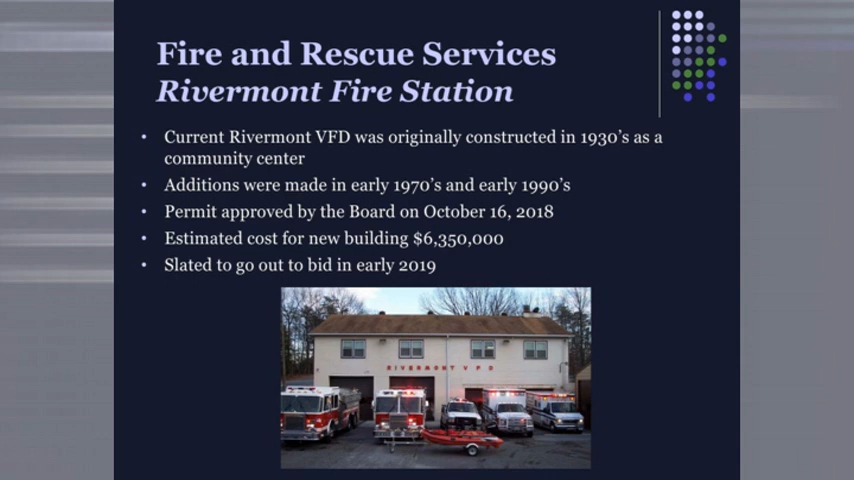 Fire and Rescue Services
Rivermont Fire Station
• Current Rivermont VFD was originally constructed in 1930's as a
community center
• Additions were made in early 1970's and early 1990's
• Permit approved by the Board on October 16, 2018
• Estimated cost for new building $6,350,000
• Slated to go out to bid in early 2019
RIVERMONT VFD